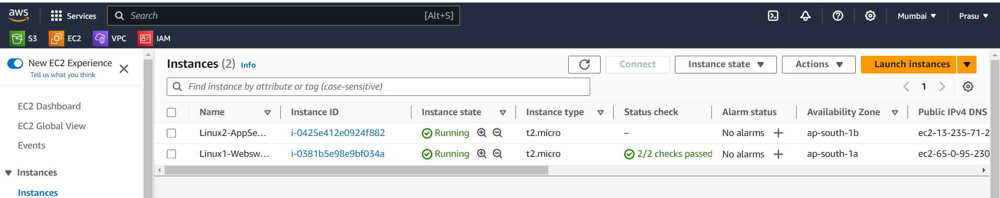 aws
Services
Search [Alt+S]
Mumbai ▼
Prasu ▼
S3
EC2
VPC
IAM
New EC2 Experience
Tell us what you think
EC2 Dashboard
EC2 Global View
Events
Instances
Instances
Instances (2) Info
Connect
Instance state
Actions
Launch instances
Find instance by attribute or tag (case-sensitive)
1
Name Instance ID Instance state Instance type Status check Alarm status Availability Zone Public IPv4 DNS
Linux2-AppSe... i-0425e412e0924f882 Running t2.micro – No alarms + ap-south-1b ec2-13-235-71-2
Linux1-Websw... i-0381b5e98e9bf034a Running t2.micro 2/2 checks passed No alarms + ap-south-1a ec2-65-0-95-230